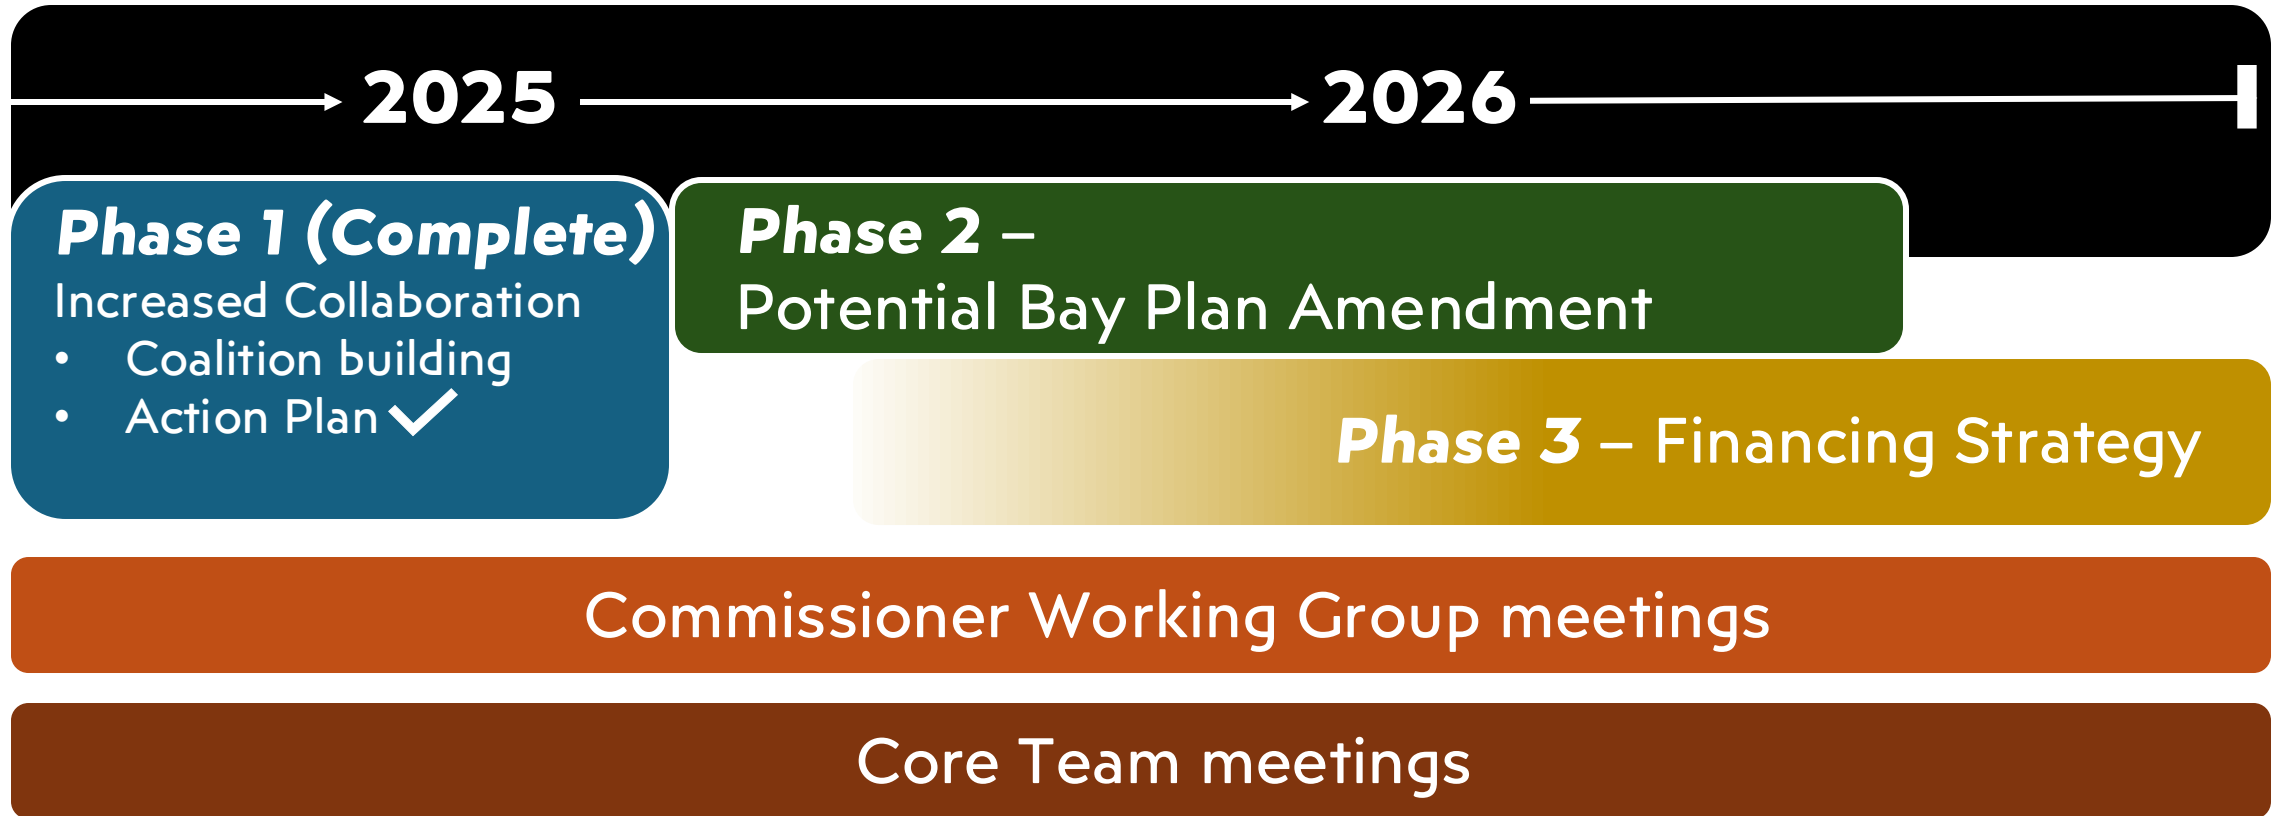 2025 2026
Phase 1 (Complete)
Increased Collaboration
• Coalition building
• Action Plan
Phase 2 –
Potential Bay Plan Amendment
Phase 3 – Financing Strategy
Commissioner Working Group meetings
Core Team meetings